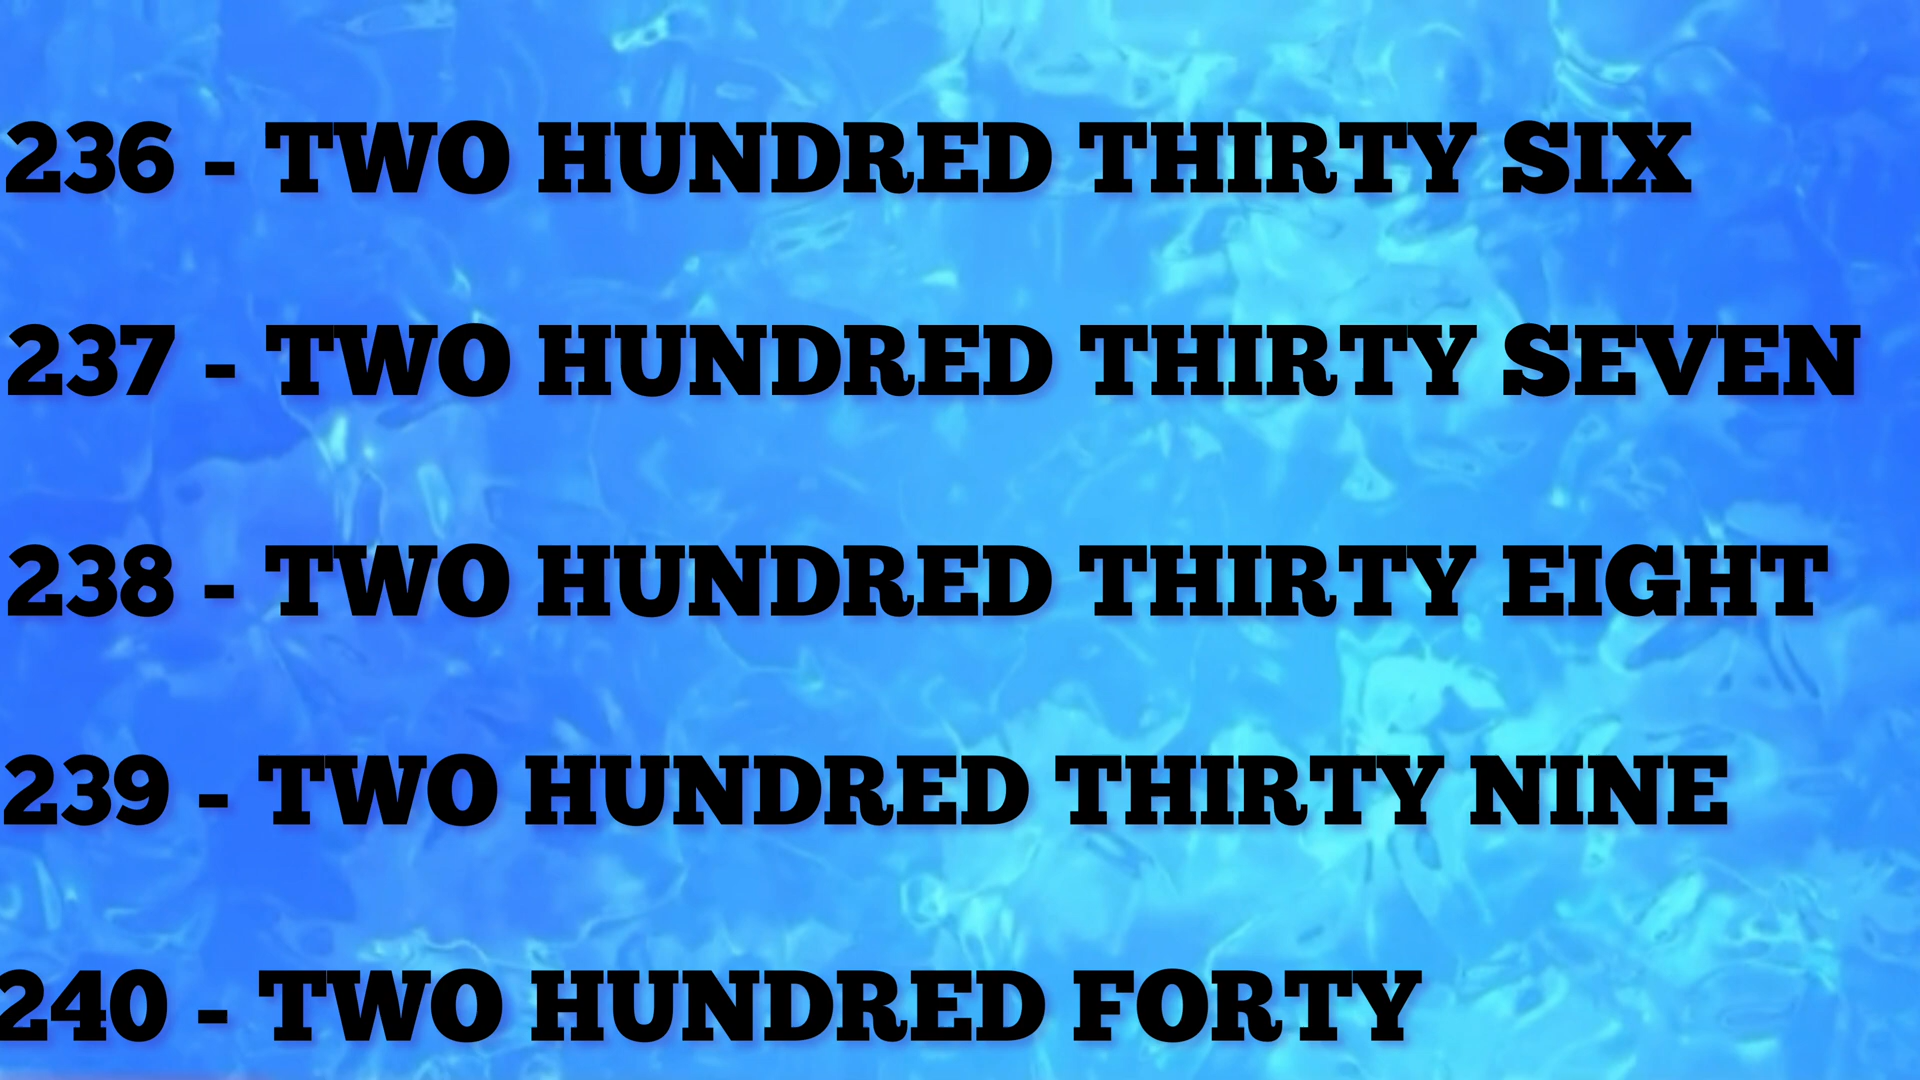 236 - TWO HUNDRED THIRTY SIX
237 - TWO HUNDRED THIRTY SEVEN
238 - TWO HUNDRED THIRTY EIGHT
239 - TWO HUNDRED THIRTY NINE
240 - TWO HUNDRED FORTY